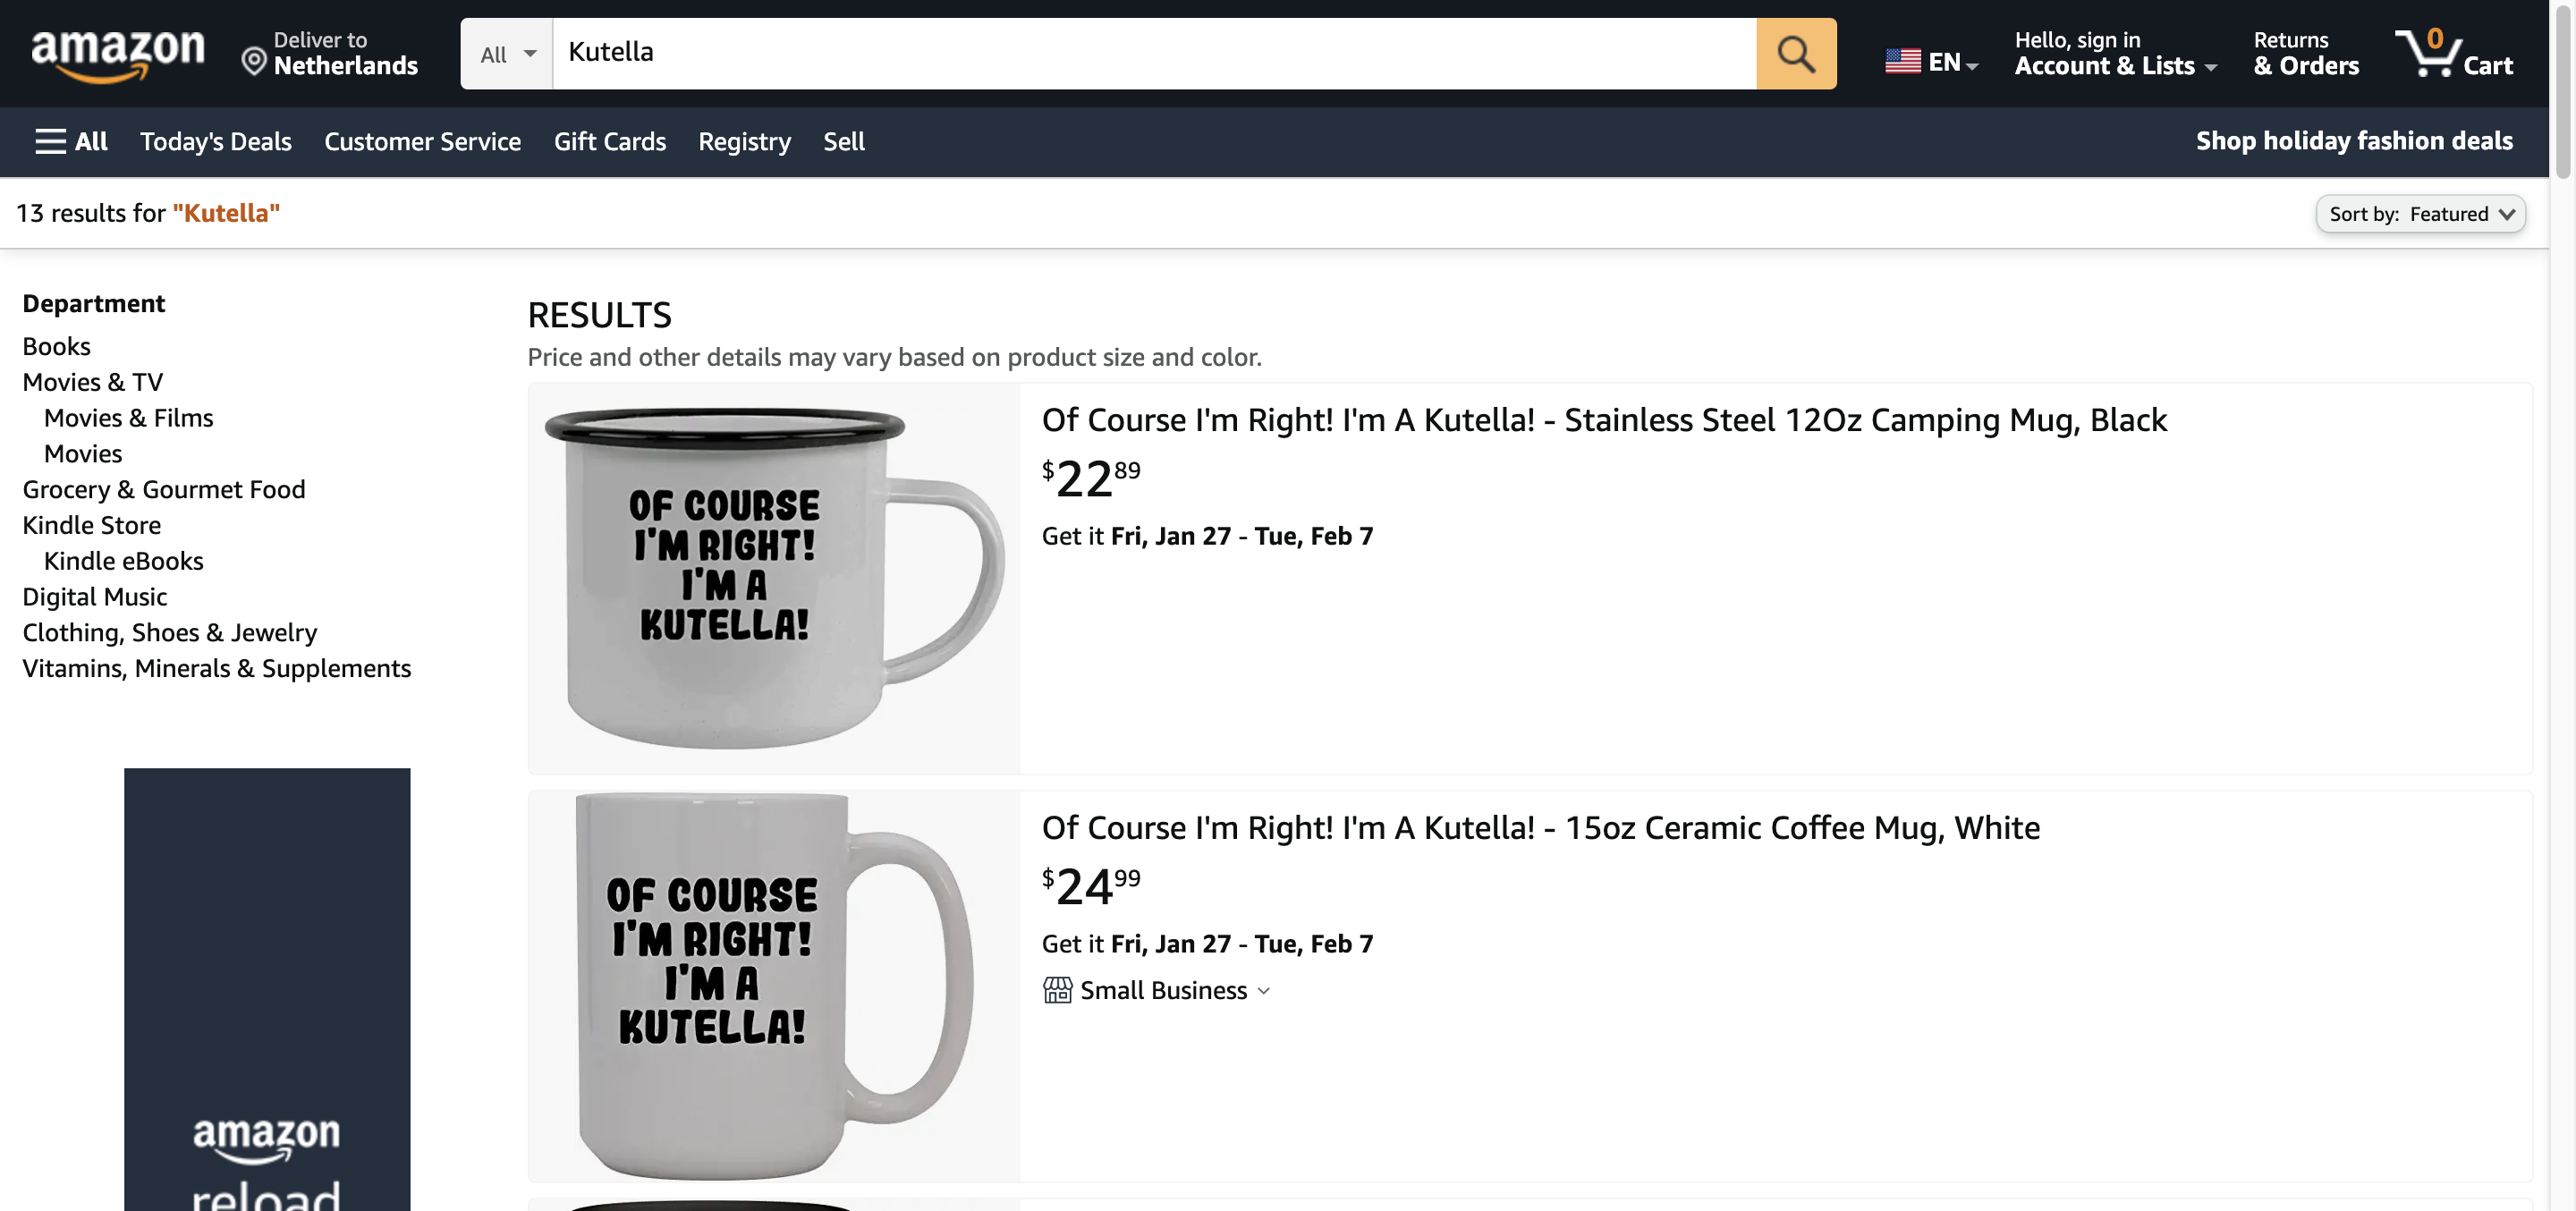 amazon
Deliver to
Netherlands
All
Kutella
EN
Hello, sign in
Account & Lists
Returns
& Orders
0
Cart
All
Today's Deals
Customer Service
Gift Cards
Registry
Sell
Shop holiday fashion deals
13 results for "Kutella"
Sort by: Featured
Department
Books
Movies & TV
Movies & Films
Movies
Grocery & Gourmet Food
Kindle Store
Kindle eBooks
Digital Music
Clothing, Shoes & Jewelry
Vitamins, Minerals & Supplements
amazon
reload
RESULTS
Price and other details may vary based on product size and color.
OF COURSE
I'M RIGHT!
I'M A
KUTELLA!
Of Course I'm Right! I'm A Kutella! - Stainless Steel 12Oz Camping Mug, Black
$22 89
Get it Fri, Jan 27 - Tue, Feb 7
OF COURSE
I'M RIGHT!
I'M A
KUTELLA!
Of Course I'm Right! I'm A Kutella! - 15oz Ceramic Coffee Mug, White
$24 99
Get it Fri, Jan 27 - Tue, Feb 7
Small Business